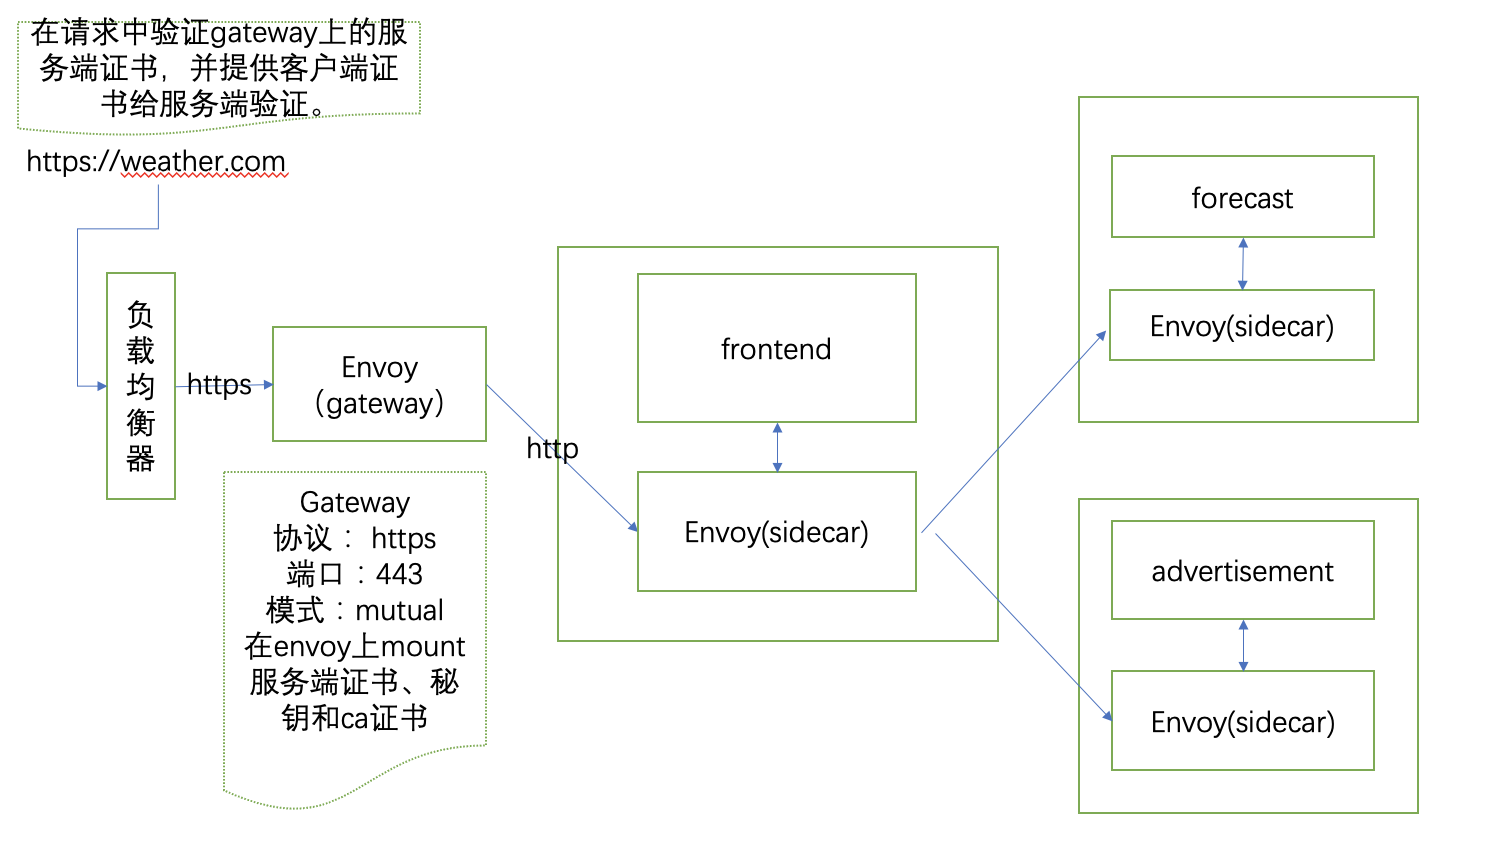 在请求中验证gateway上的服
务端证书，并提供客户端证
书给服务端验证。
https://weather.com
负
载
均
衡
器
https
Envoy
（gateway）
http
Gateway
协议： https
端口：443
模式：mutual
在envoy上mount
服务端证书、秘
钥和ca证书
frontend
Envoy(sidecar)
forecast
Envoy(sidecar)
advertisement
Envoy(sidecar)